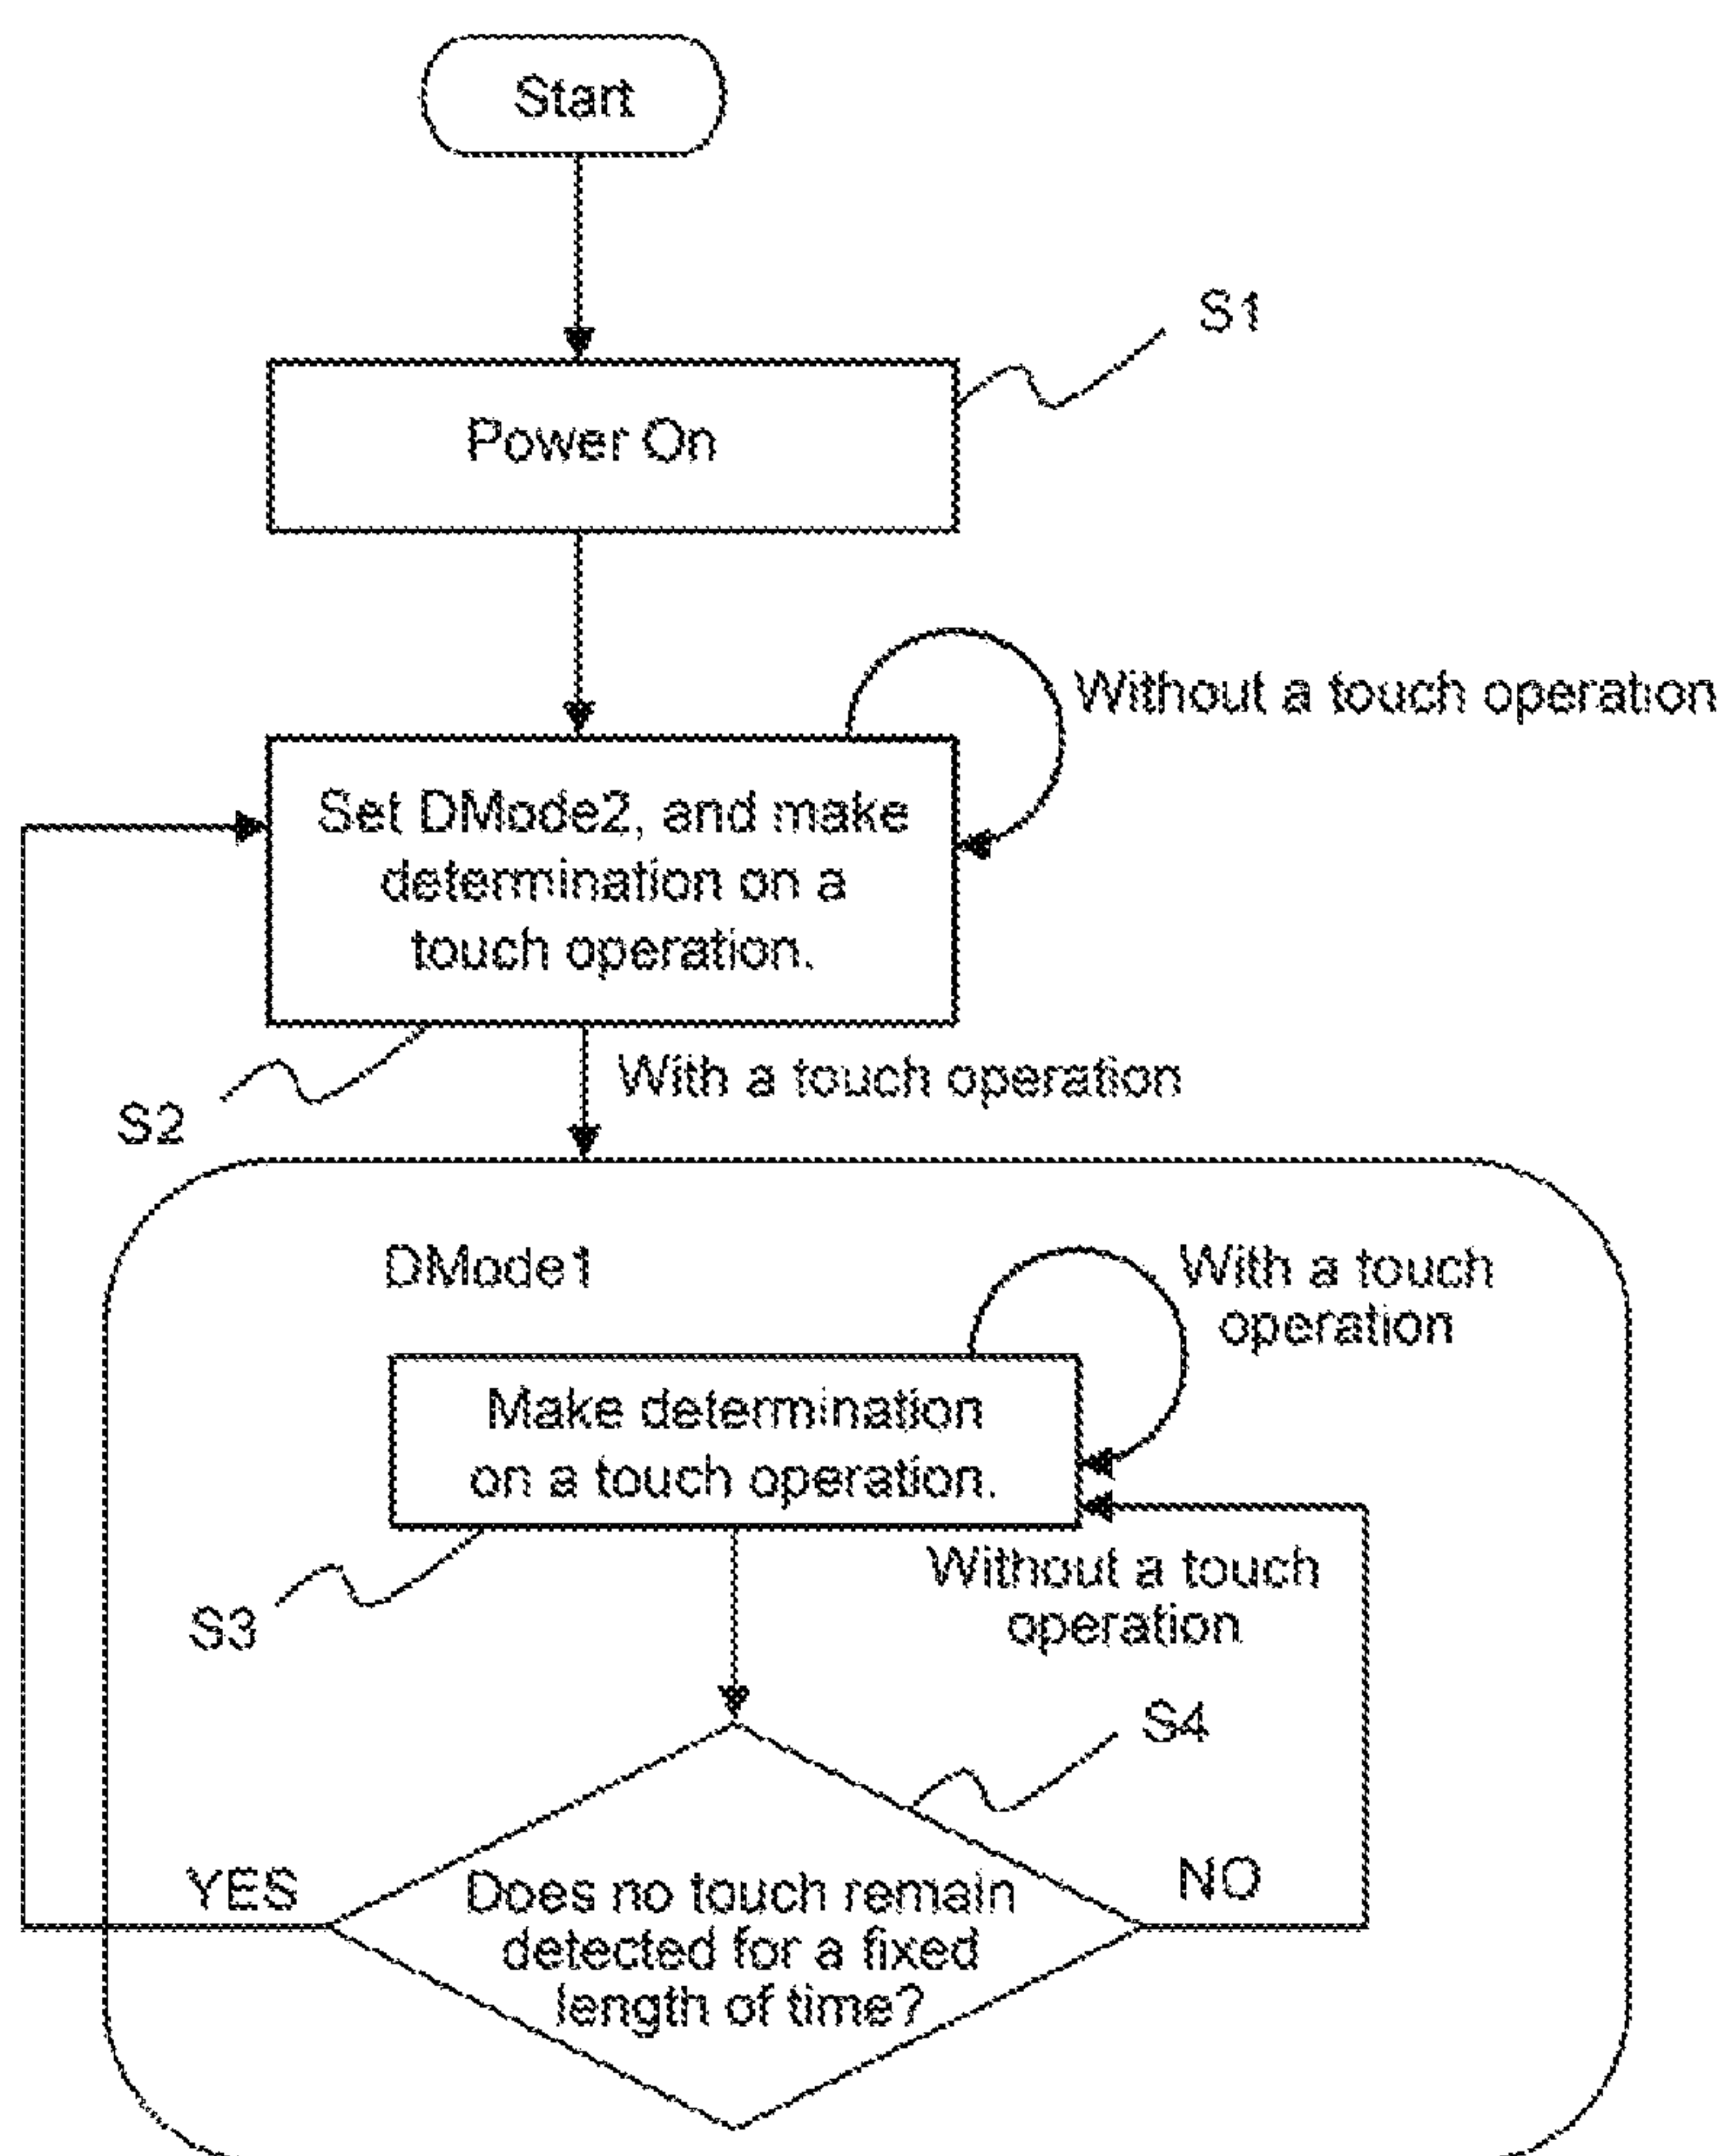 Start
S1
Power On
Without a touch operation
Set DMode2, and make
determination on a
touch operation.
With a touch operation
S2
DMode1
With a touch
operation
Make determination
on a touch operation.
Without a touch
operation
S3
S4
YES
NO
Does no touch remain
detected for a fixed
length of time?